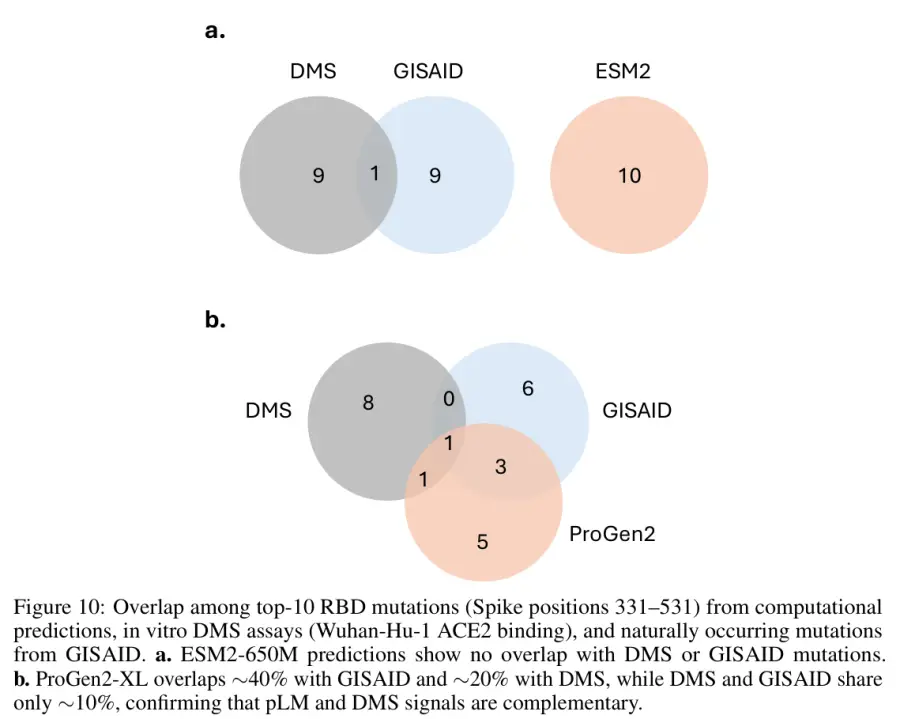 a.
DMS GISAID ESM2
9 1 9 10
b.
DMS 8 0 6 GISAID
1
1 3
5 ProGen2
Figure 10: Overlap among top-10 RBD mutations (Spike positions 331–531) from computational
predictions, in vitro DMS assays (Wuhan-Hu-1 ACE2 binding), and naturally occurring mutations
from GISAID. a. ESM2-650M predictions show no overlap with DMS or GISAID mutations.
b. ProGen2-XL overlaps ∼40% with GISAID and ∼20% with DMS, while DMS and GISAID share
only ∼10%, confirming that pLM and DMS signals are complementary.